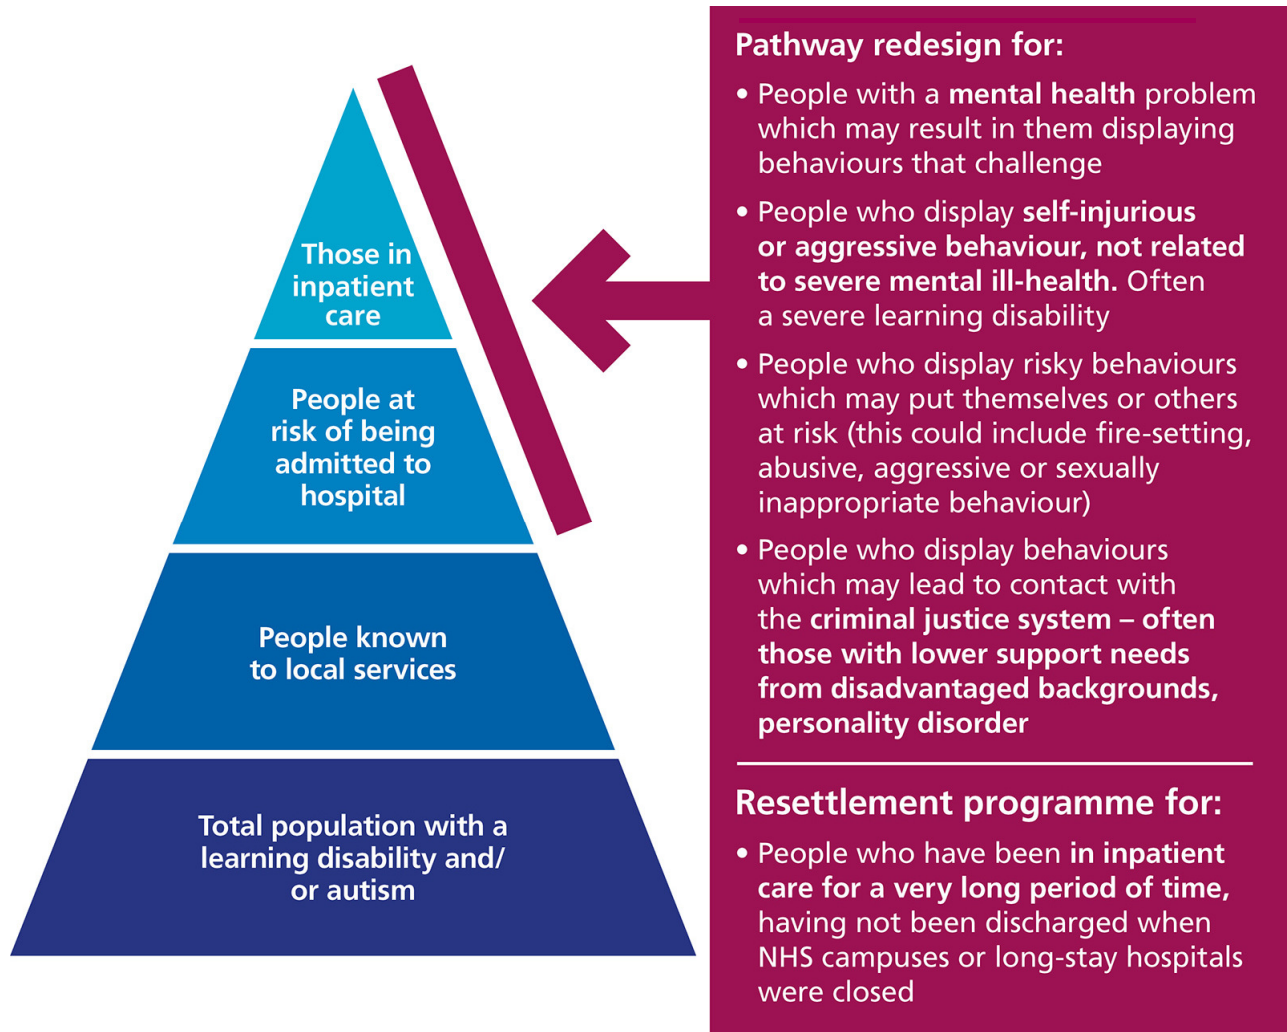 Those in
inpatient
care
People at
risk of being
admitted to
hospital
People known
to local services
Total population with a
learning disability and/
or autism
Pathway redesign for:
• People with a mental health problem
which may result in them displaying
behaviours that challenge
• People who display self-injurious
or aggressive behaviour, not related
to severe mental ill-health. Often
a severe learning disability
• People who display risky behaviours
which may put themselves or others
at risk (this could include fire-setting,
abusive, aggressive or sexually
inappropriate behaviour)
• People who display behaviours
which may lead to contact with
the criminal justice system – often
those with lower support needs
from disadvantaged backgrounds,
personality disorder
Resettlement programme for:
• People who have been in inpatient
care for a very long period of time,
having not been discharged when
NHS campuses or long-stay hospitals
were closed